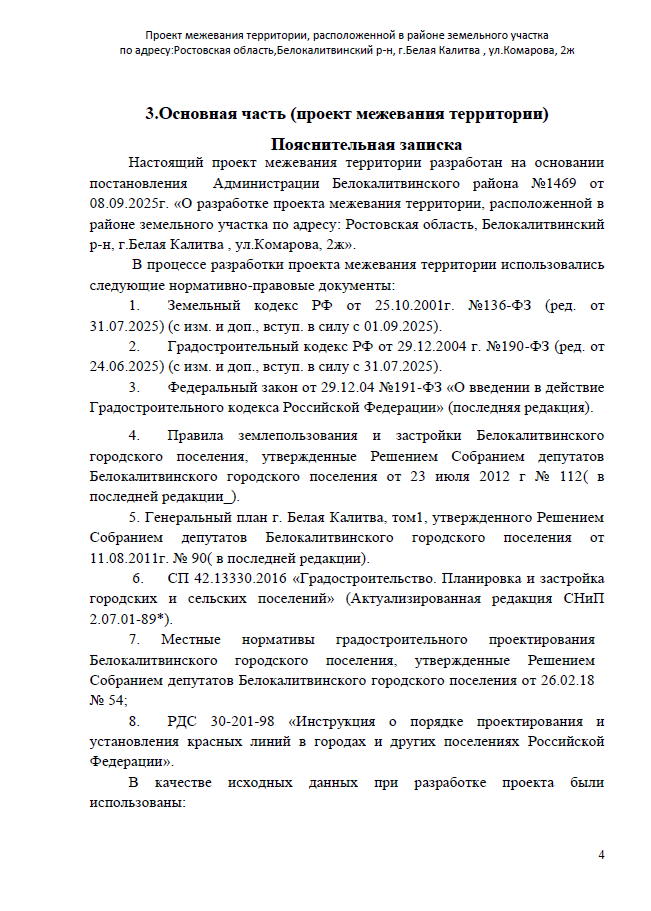 Проект межевания территории, расположенной в районе земельного участка
по адресу:Ростовская область,Белокалитвинский р-н, г.Белая Калитва , ул.Комарова, 2ж
3.Основная часть (проект межевания территории)
Пояснительная записка
Настоящий проект межевания территории разработан на основании
постановления Администрации Белокалитвинского района №1469 от
08.09.2025г. «О разработке проекта межевания территории, расположенной в
районе земельного участка по адресу: Ростовская область, Белокалитвинский
р-н, г.Белая Калитва , ул.Комарова, 2ж».
В процессе разработки проекта межевания территории использовались
следующие нормативно-правовые документы:
1. Земельный кодекс РФ от 25.10.2001г. №136-ФЗ (ред. от
31.07.2025) (с изм. и доп., вступ. в силу с 01.09.2025).
2. Градостроительный кодекс РФ от 29.12.2004 г. №190-ФЗ (ред. от
24.06.2025) (с изм. и доп., вступ. в силу с 31.07.2025).
3. Федеральный закон от 29.12.04 №191-ФЗ «О введении в действие
Градостроительного кодекса Российской Федерации» (последняя редакция).
4. Правила землепользования и застройки Белокалитвинского
городского поселения, утвержденные Решением Собранием депутатов
Белокалитвинского городского поселения от 23 июля 2012 г № 112( в
последней редакции_).
5. Генеральный план г. Белая Калитва, том1, утвержденного Решением
Собранием депутатов Белокалитвинского городского поселения от
11.08.2011г. № 90( в последней редакции).
6. СП 42.13330.2016 «Градостроительство. Планировка и застройка
городских и сельских поселений» (Актуализированная редакция СНиП
2.07.01-89*).
7. Местные нормативы градостроительного проектирования
Белокалитвинского городского поселения, утвержденные Решением
Собранием депутатов Белокалитвинского городского поселения от 26.02.18
№ 54;
8. РДС 30-201-98 «Инструкция о порядке проектирования и
установления красных линий в городах и других поселениях Российской
Федерации».
В качестве исходных данных при разработке проекта были
использованы:
4